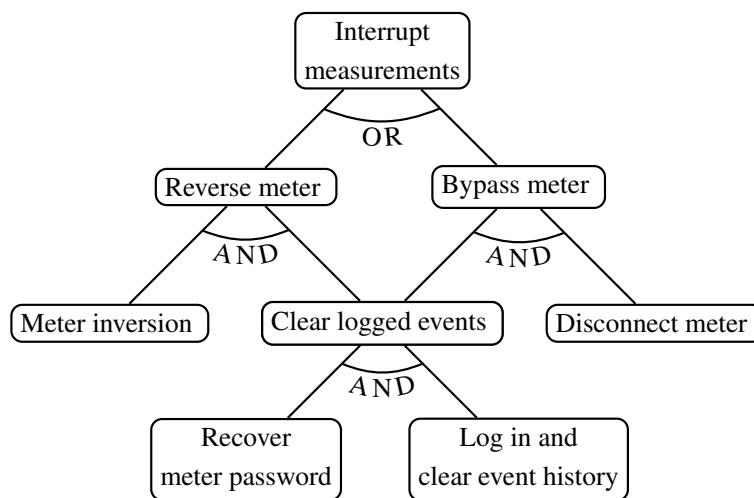 Interrupt
measurements
OR
Reverse meter
Bypass meter
AND
AND
Meter inversion
Clear logged events
Disconnect meter
AND
Recover
meter password
Log in and
clear event history